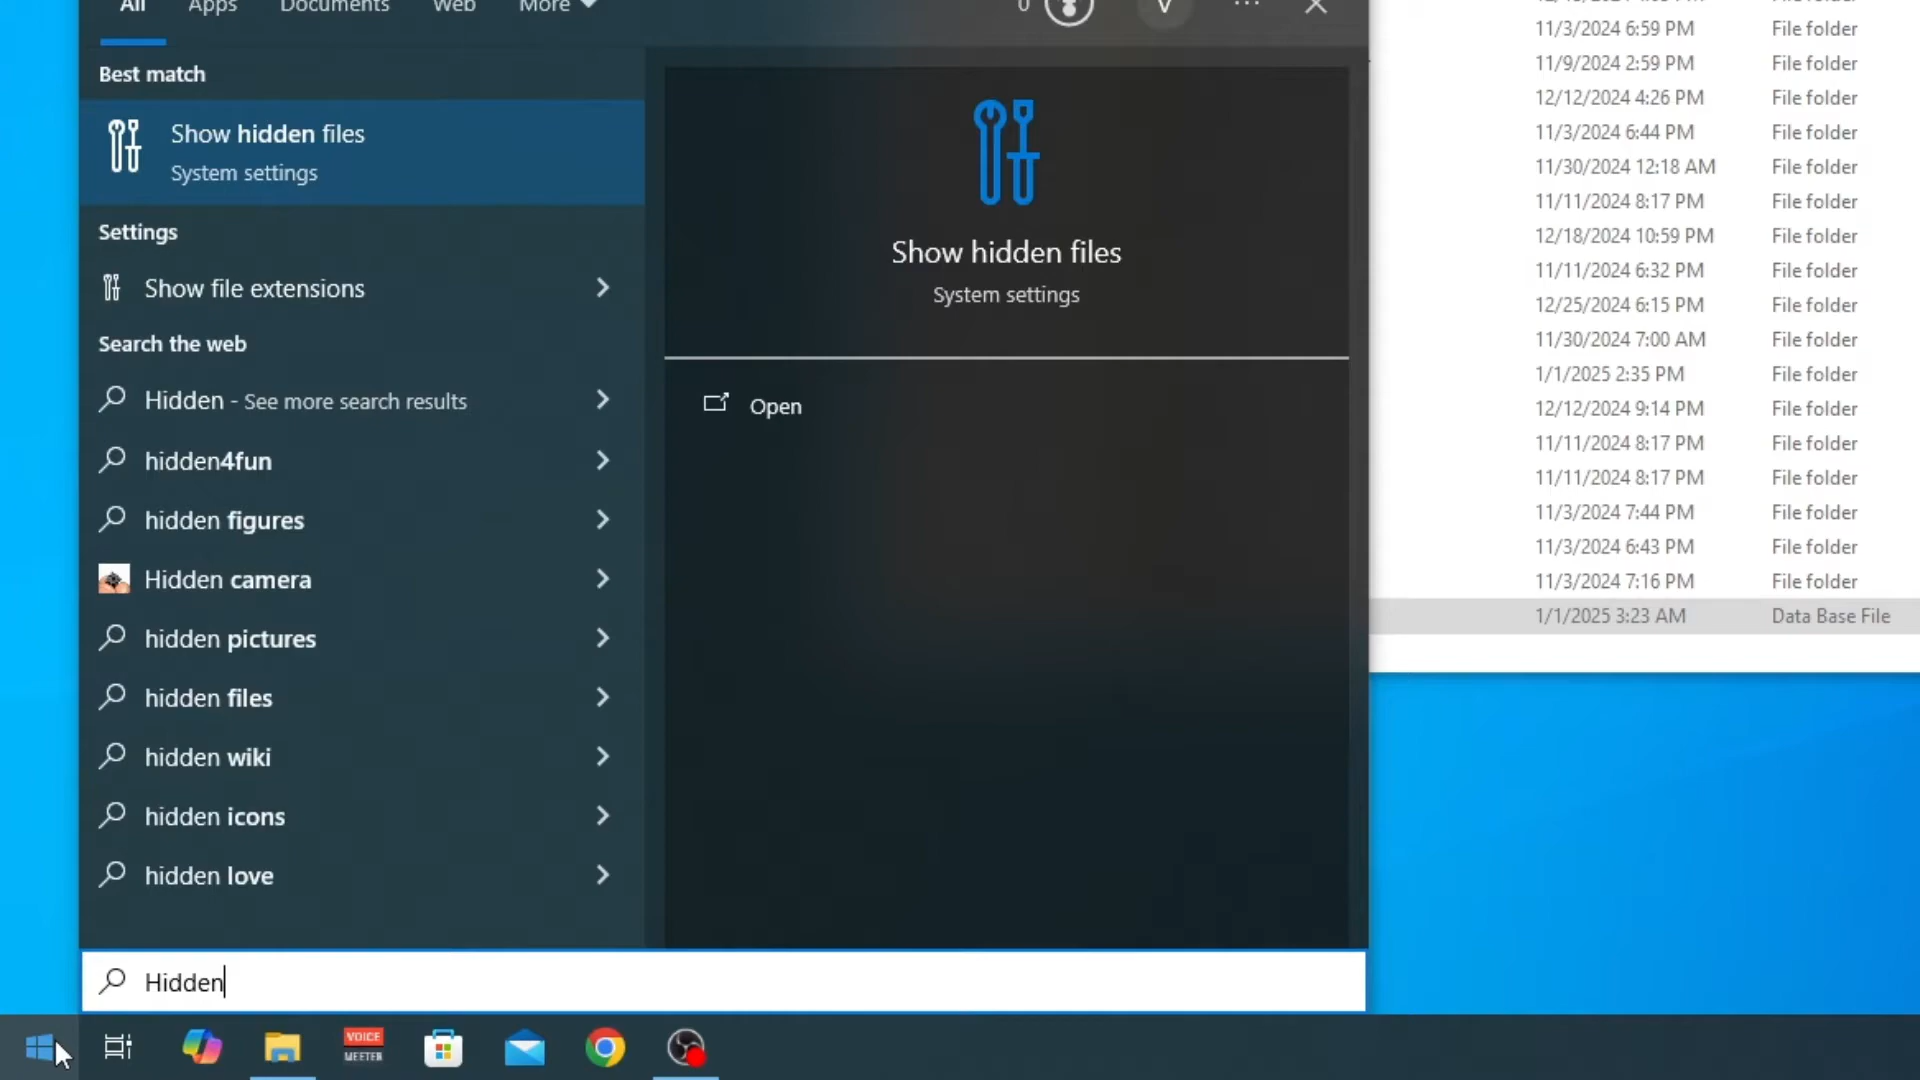 All Apps Documents Web More
0 V ...
Best match
Show hidden files
System settings
Settings
Show file extensions
Search the web
Hidden - See more search results
hidden4fun
hidden figures
Hidden camera
hidden pictures
hidden files
hidden wiki
hidden icons
hidden love
Hidden
Show hidden files
System settings
Open
11/3/2024 6:59 PM File folder
11/9/2024 2:59 PM File folder
12/12/2024 4:26 PM File folder
11/3/2024 6:44 PM File folder
11/30/2024 12:18 AM File folder
11/11/2024 8:17 PM File folder
12/18/2024 10:59 PM File folder
11/11/2024 6:32 PM File folder
12/25/2024 6:15 PM File folder
11/30/2024 7:00 AM File folder
1/1/2025 2:35 PM File folder
12/12/2024 9:14 PM File folder
11/11/2024 8:17 PM File folder
11/11/2024 8:17 PM File folder
11/3/2024 7:44 PM File folder
11/3/2024 6:43 PM File folder
11/3/2024 7:16 PM File folder
1/1/2025 3:23 AM Data Base File
VOICE
MEETER